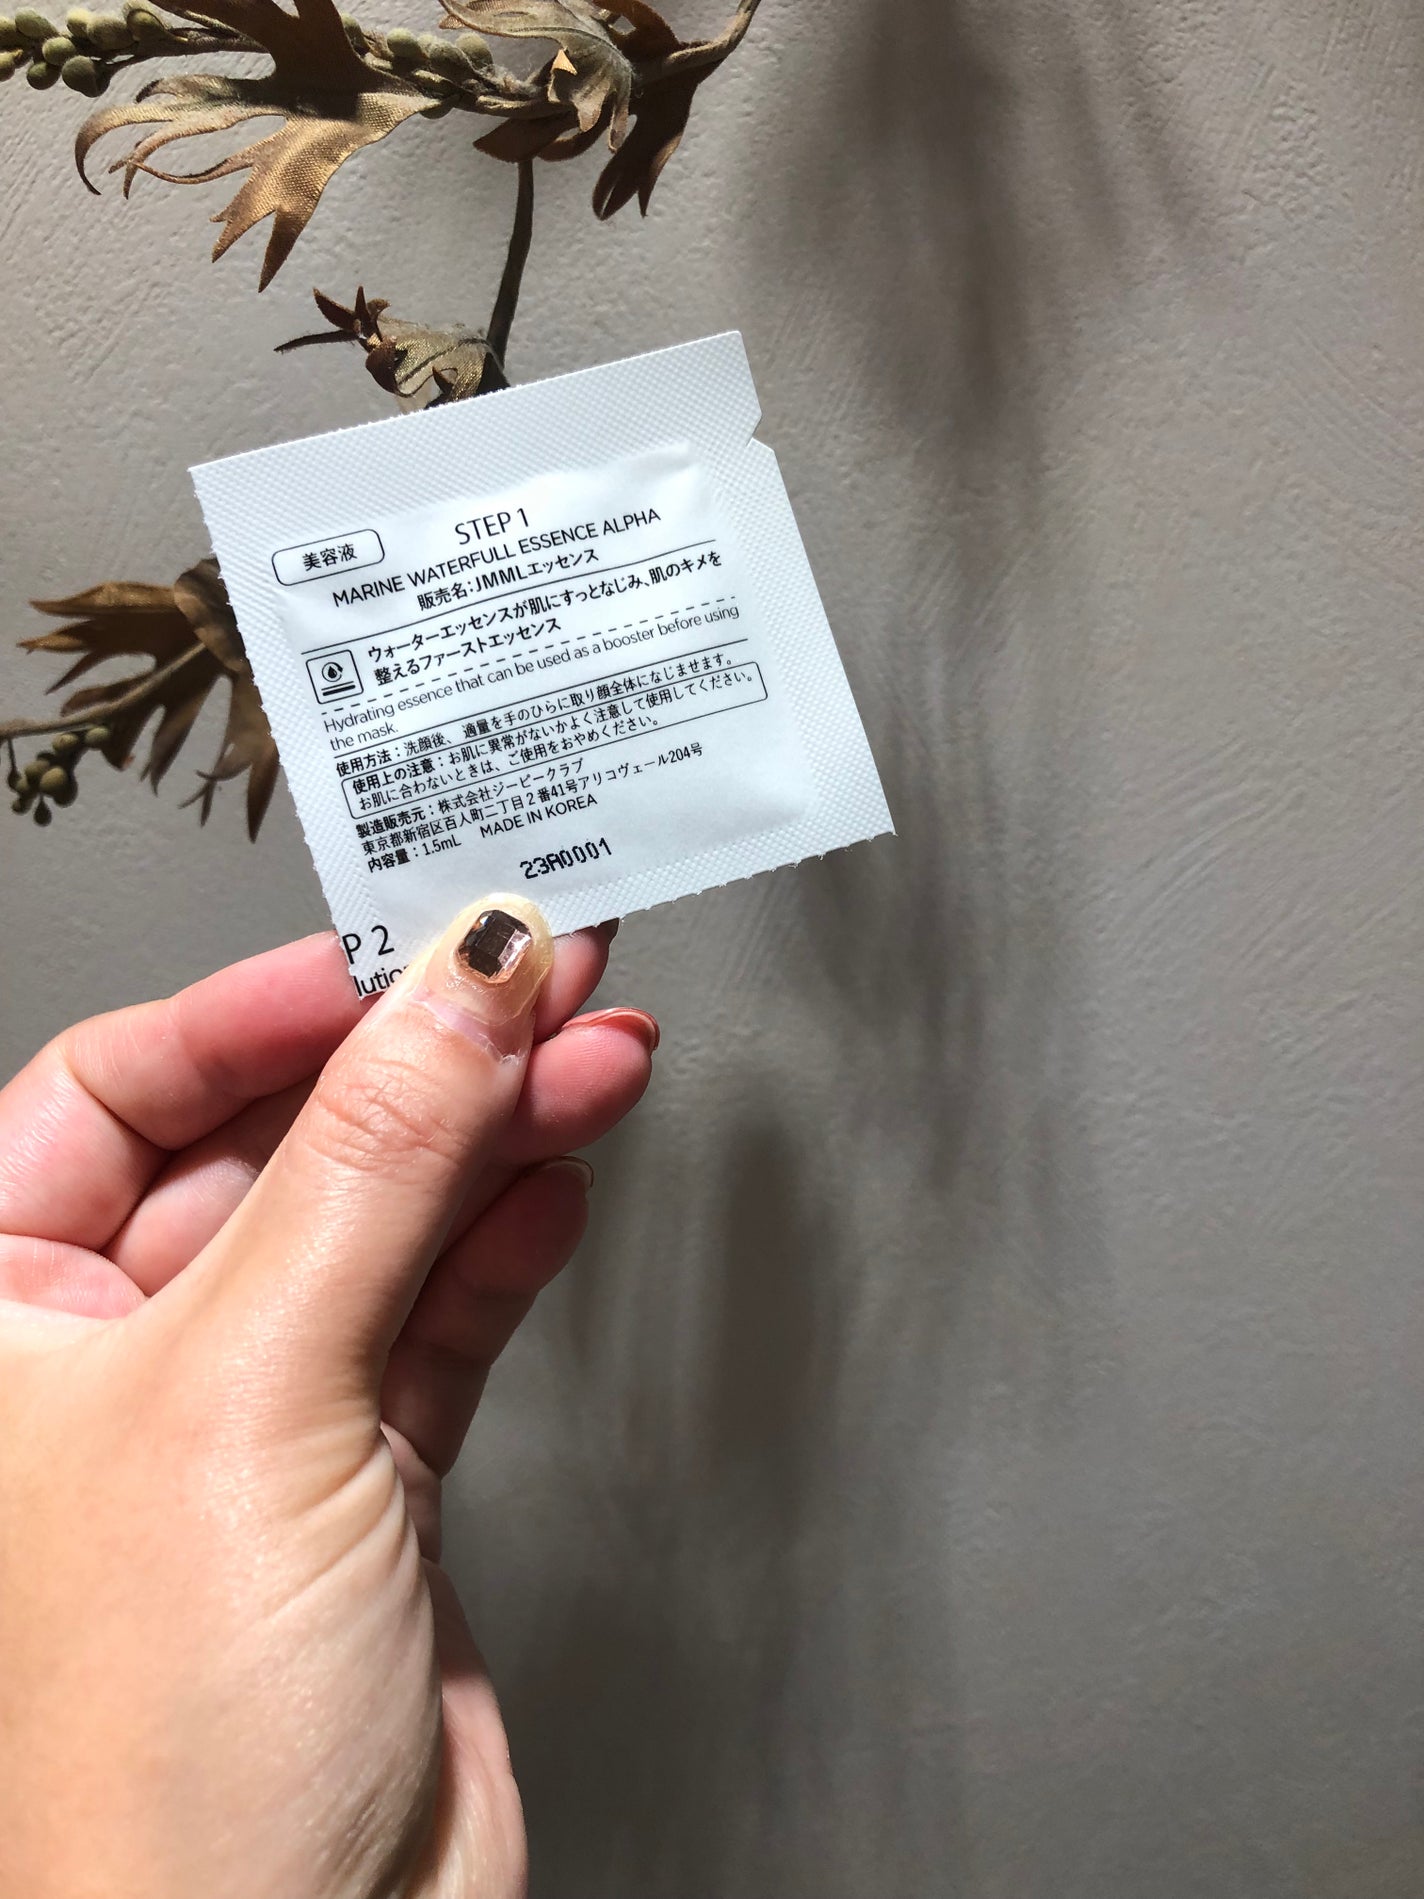 STEP 1
美容液
MARINE WATERFULL ESSENCE ALPHA
販売名：JMMLエッセンス
ウォーターエッセンスが肌にすっとなじみ、肌のキメを
整えるファーストエッセンス
Hydrating essence that can be used as a booster before using
the mask.
使用方法：洗顔後、適量を手のひらに取り顔全体になじませます。
使用上の注意：お肌に異常がないかよく注意して使用してください。
お肌に合わないときは、ご使用をおやめください。
製造販売元：株式会社ジーピークラブ
東京都新宿区百人町二丁目2番41号アリコヴェール204号
内容量：1.5mL MADE IN KOREA
23A0001
P 2
lutio